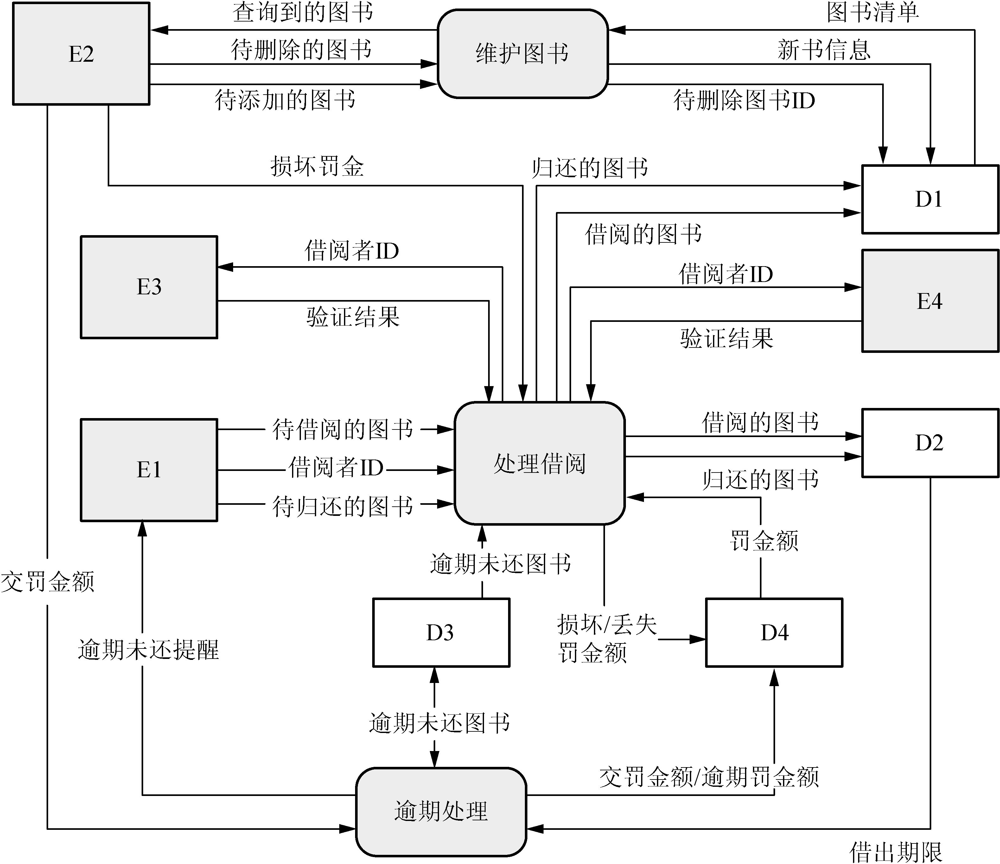 查询到的图书
图书清单
E2
待删除的图书
维护图书
新书信息
待添加的图书
待删除图书ID
损坏罚金
归还的图书
D1
借阅的图书
借阅者ID
借阅者ID
E3
E4
验证结果
验证结果
待借阅的图书
借阅的图书
D2
E1
借阅者ID
处理借阅
归还的图书
待归还的图书
罚金额
逾期未还图书
交罚金额
D3
损坏/丢失
罚金额
D4
逾期未还提醒
逾期未还图书
交罚金额/逾期罚金额
逾期处理
借出期限